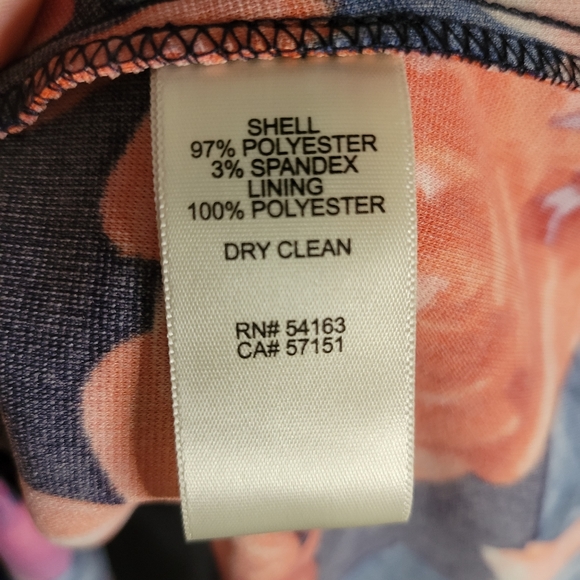 SHELL
97% POLYESTER
3% SPANDEX
LINING
100% POLYESTER
DRY CLEAN
RN# 54163
CA# 57151